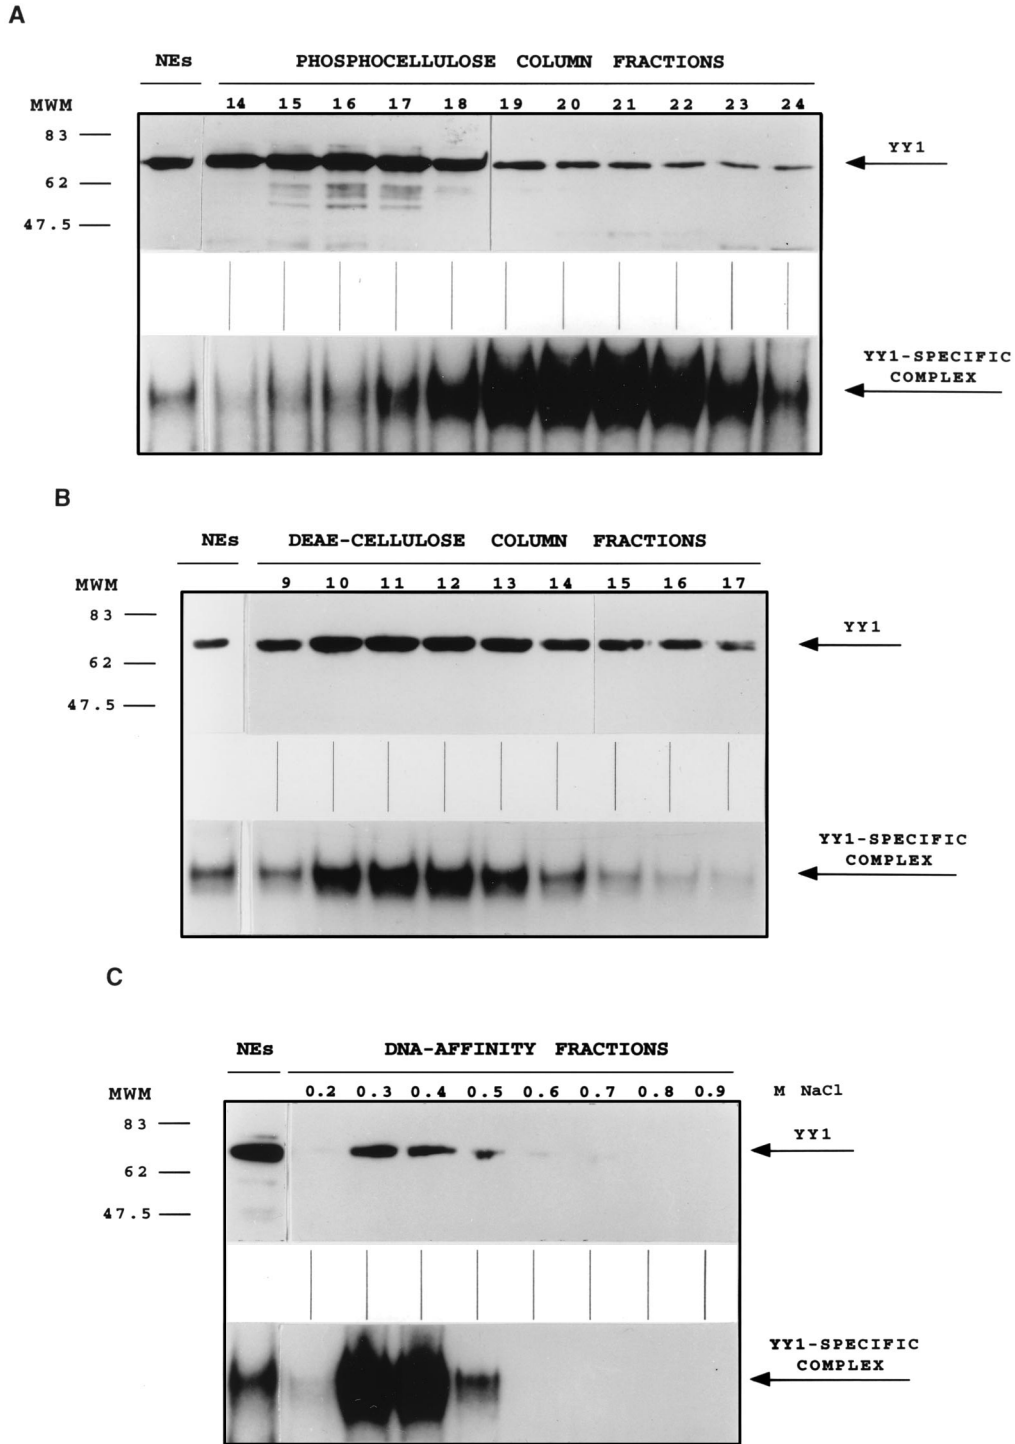 A
NEs PHOSPHOCELLULOSE COLUMN FRACTIONS
MWM 14 15 16 17 18 19 20 21 22 23 24
83
YY1
62
47.5
YY1-SPECIFIC
COMPLEX
B
NEs DEAE-CELLULOSE COLUMN FRACTIONS
MWM 9 10 11 12 13 14 15 16 17
83
YY1
62
47.5
YY1-SPECIFIC
COMPLEX
C
NEs DNA-AFFINITY FRACTIONS
MWM 0.2 0.3 0.4 0.5 0.6 0.7 0.8 0.9 M NaCl
83
YY1
62
47.5
YY1-SPECIFIC
COMPLEX